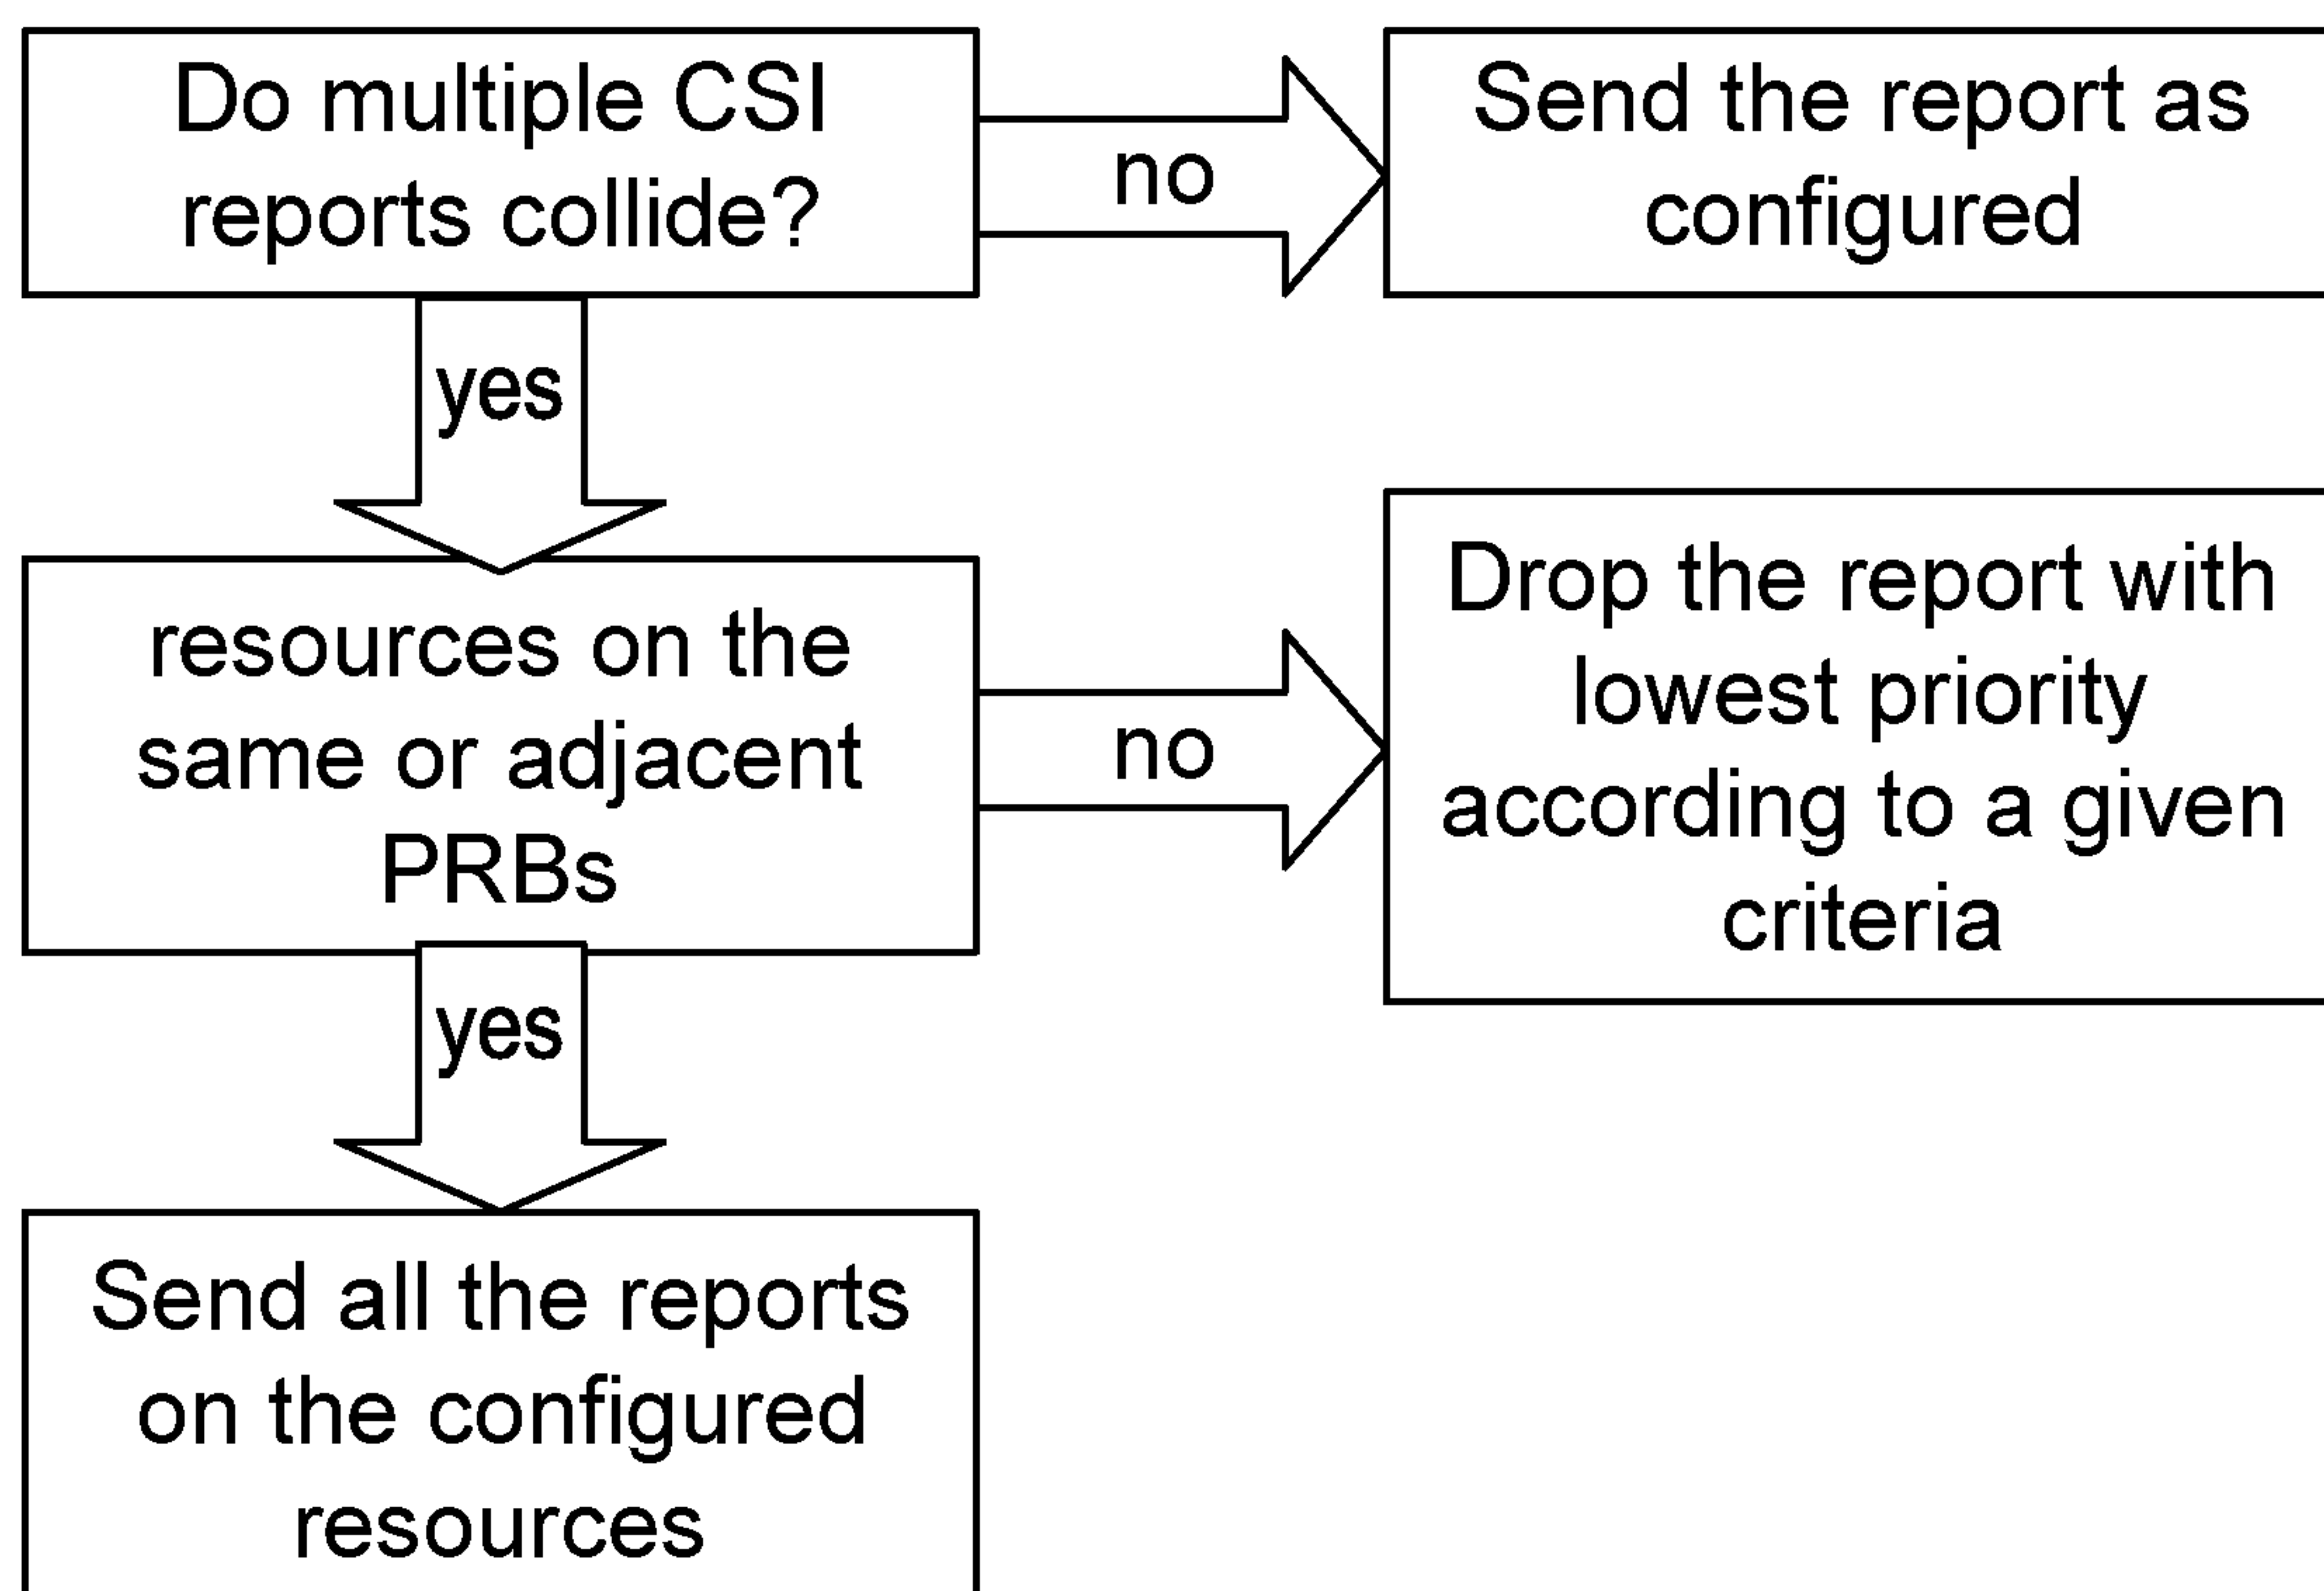 Do multiple CSI
reports collide?
no
Send the report as
configured
yes
resources on the
same or adjacent
PRBs
no
Drop the report with
lowest priority
according to a given
criteria
yes
Send all the reports
on the configured
resources